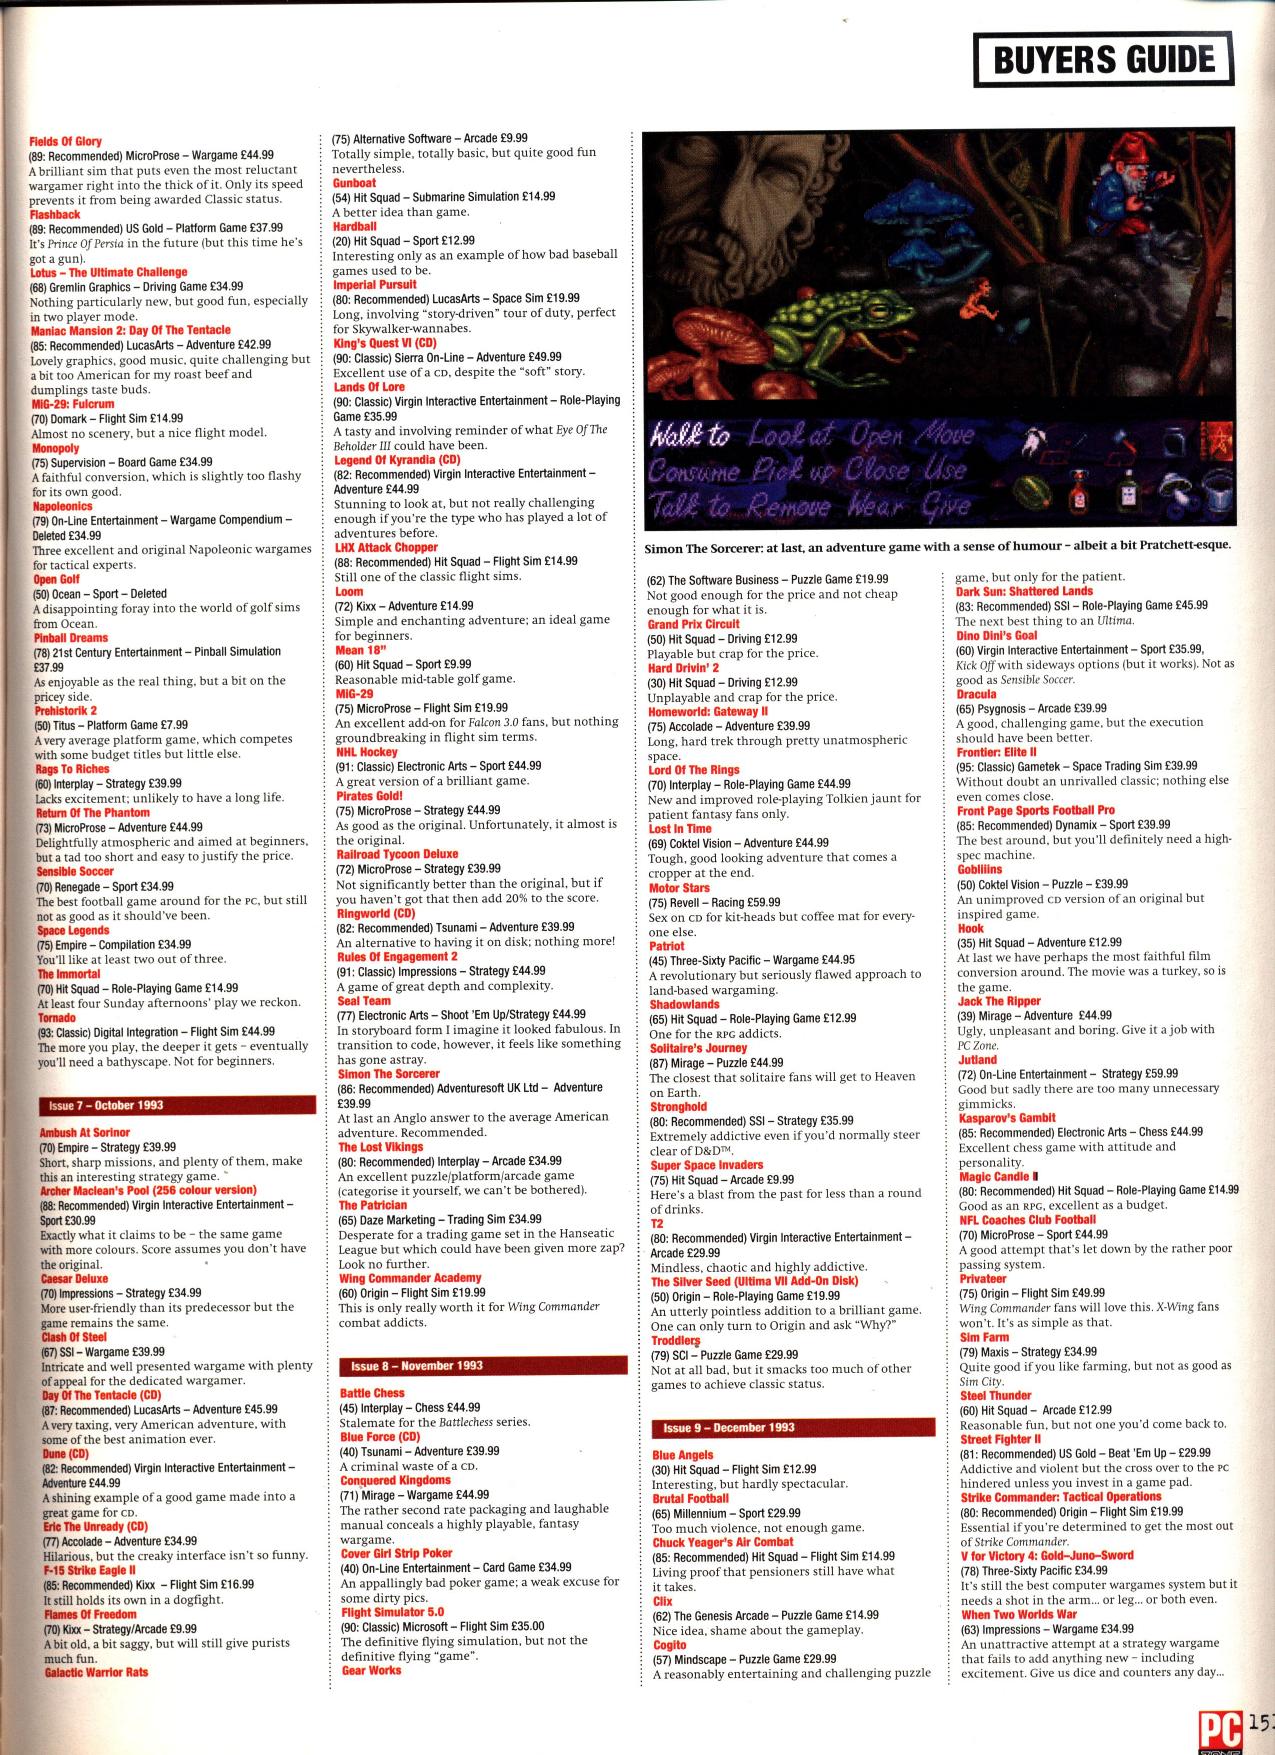 BUYERS GUIDE
Fields Of Glory
(89: Recommended) MicroProse – Wargame £44.99
A brilliant sim that puts even the most reluctant
wargamer right into the thick of it. Only its speed
prevents it from being awarded Classic status.
Flashback
(89: Recommended) US Gold – Platform Game £37.99
It's Prince Of Persia in the future (but this time he's
got a gun).
Lotus – The Ultimate Challenge
(68) Gremlin Graphics – Driving Game £34.99
Nothing particularly new, but good fun, especially
in two player mode.
Maniac Mansion 2: Day Of The Tentacle
(85: Recommended) LucasArts – Adventure £42.99
Lovely graphics, good music, quite challenging but
a bit too American for my roast beef and
dumplings taste buds.
MiG-29: Fulcrum
(70) Domark – Flight Sim £14.99
Almost no scenery, but a nice flight model.
Monopoly
(75) Supervision – Board Game £34.99
A faithful conversion, which is slightly too flashy
for its own good.
Napoleonics
(79) On-Line Entertainment – Wargame Compendium –
Deleted £34.99
Three excellent and original Napoleonic wargames
for tactical experts.
Open Golf
(50) Ocean – Sport – Deleted
A disappointing foray into the world of golf sims
from Ocean.
Pinball Dreams
(78) 21st Century Entertainment – Pinball Simulation
£37.99
As enjoyable as the real thing, but a bit on the
pricey side.
Prehistorik 2
(50) Titus – Platform Game £7.99
A very average platform game, which competes
with some budget titles but little else.
Rags To Riches
(60) Interplay – Strategy £39.99
Lacks excitement; unlikely to have a long life.
Return Of The Phantom
(73) MicroProse – Adventure £44.99
Delightfully atmospheric and aimed at beginners,
but a tad too short and easy to justify the price.
Sensible Soccer
(70) Renegade – Sport £34.99
The best football game around for the PC, but still
not as good as it should've been.
Space Legends
(75) Empire – Compilation £34.99
You'll like at least two out of three.
The Immortal
(70) Hit Squad – Role-Playing Game £14.99
At least four Sunday afternoons' play we reckon.
Tornado
(93: Classic) Digital Integration – Flight Sim £44.99
The more you play, the deeper it gets – eventually
you'll need a bathyscape. Not for beginners.
Issue 7 – October 1993
Ambush At Sorinor
(70) Empire – Strategy £39.99
Short, sharp missions, and plenty of them, make
this an interesting strategy game.
Archer Maclean's Pool (256 colour version)
(88: Recommended) Virgin Interactive Entertainment –
Sport £30.99
Exactly what it claims to be – the same game
with more colours. Score assumes you don't have
the original.
Caesar Deluxe
(70) Impressions – Strategy £34.99
More user-friendly than its predecessor but the
game remains the same.
Clash Of Steel
(67) SSI – Wargame £39.99
Intricate and well presented wargame with plenty
of appeal for the dedicated wargamer.
Day Of The Tentacle (CD)
(87: Recommended) LucasArts – Adventure £45.99
A very taxing, very American adventure, with
some of the best animation ever.
Dune (CD)
(82: Recommended) Virgin Interactive Entertainment –
Adventure £44.99
A shining example of a good game made into a
great game for CD.
Eric The Unready (CD)
(77) Accolade – Adventure £34.99
Hilarious, but the creaky interface isn't so funny.
F-15 Strike Eagle II
(85: Recommended) Kixx – Flight Sim £16.99
It still holds its own in a dogfight.
Flames Of Freedom
(70) Kixx – Strategy/Arcade £9.99
A bit old, a bit saggy, but will still give purists
much fun.
Galactic Warrior Rats
(75) Alternative Software – Arcade £9.99
Totally simple, totally basic, but quite good fun
nevertheless.
Gunboat
(54) Hit Squad – Submarine Simulation £14.99
A better idea than game.
Hardball
(20) Hit Squad – Sport £12.99
Interesting only as an example of how bad baseball
games used to be.
Imperial Pursuit
(80: Recommended) LucasArts – Space Sim £19.99
Long, involving "story-driven" tour of duty, perfect
for Skywalker-wannabes.
King's Quest VI (CD)
(90: Classic) Sierra On-Line – Adventure £49.99
Excellent use of a CD, despite the "soft" story.
Lands Of Lore
(90: Classic) Virgin Interactive Entertainment – Role-Playing
Game £35.99
A tasty and involving reminder of what Eye Of The
Beholder III could have been.
Legend Of Kyrandia (CD)
(82: Recommended) Virgin Interactive Entertainment –
Adventure £44.99
Stunning to look at, but not really challenging
enough if you're the type who has played a lot of
adventures before.
LHX Attack Chopper
(88: Recommended) Hit Squad – Flight Sim £14.99
Still one of the classic flight sims.
Loom
(72) Kixx – Adventure £14.99
Simple and enchanting adventure; an ideal game
for beginners.
Mean 18"
(60) Hit Squad – Sport £9.99
Reasonable mid-table golf game.
MiG-29
(75) MicroProse – Flight Sim £19.99
An excellent add-on for Falcon 3.0 fans, but nothing
groundbreaking in flight sim terms.
NHL Hockey
(91: Classic) Electronic Arts – Sport £44.99
A great version of a brilliant game.
Pirates Gold!
(75) MicroProse – Strategy £44.99
As good as the original. Unfortunately, it almost is
the original.
Railroad Tycoon Deluxe
(72) MicroProse – Strategy £39.99
Not significantly better than the original, but if
you haven't got that then add 20% to the score.
Ringworld (CD)
(82: Recommended) Tsunami – Adventure £39.99
An alternative to having it on disk; nothing more!
Rules Of Engagement 2
(91: Classic) Impressions – Strategy £44.99
A game of great depth and complexity.
Seal Team
(77) Electronic Arts – Shoot 'Em Up/Strategy £44.99
In storyboard form I imagine it looked fabulous. In
transition to code, however, it feels like something
has gone astray.
Simon The Sorcerer
(86: Recommended) Adventuresoft UK Ltd – Adventure
£39.99
At last an Anglo answer to the average American
adventure. Recommended.
The Lost Vikings
(80: Recommended) Interplay – Arcade £34.99
An excellent puzzle/platform/arcade game
(categorise it yourself, we can't be bothered).
The Patrician
(65) Daze Marketing – Trading Sim £34.99
Desperate for a trading game set in the Hanseatic
League but which could have been given more zap?
Look no further.
Wing Commander Academy
(60) Origin – Flight Sim £19.99
This is only really worth it for Wing Commander
combat addicts.
Issue 8 – November 1993
Battle Chess
(45) Interplay – Chess £44.99
Stalemate for the Battlechess series.
Blue Force (CD)
(40) Tsunami – Adventure £39.99
A criminal waste of a CD.
Conquered Kingdoms
(71) Mirage – Wargame £44.99
The rather second rate packaging and laughable
manual conceals a highly playable, fantasy
wargame.
Cover Girl Strip Poker
(40) On-Line Entertainment – Card Game £34.99
An appallingly bad poker game; a weak excuse for
some dirty pics.
Flight Simulator 5.0
(90: Classic) Microsoft – Flight Sim £35.00
The definitive flying simulation, but not the
definitive flying "game".
Gear Works
Walk to Look at Open Move
Consume Pick up Close Use
Talk to Remove Wear Give
Simon The Sorcerer: at last, an adventure game with a sense of humour – albeit a bit Pratchett-esque.
(62) The Software Business – Puzzle Game £19.99
Not good enough for the price and not cheap
enough for what it is.
Grand Prix Circuit
(50) Hit Squad – Driving £12.99
Playable but crap for the price.
Hard Drivin' 2
(30) Hit Squad – Driving £12.99
Unplayable and crap for the price.
Homeworld: Gateway II
(75) Accolade – Adventure £39.99
Long, hard trek through pretty unatmospheric
space.
Lord Of The Rings
(70) Interplay – Role-Playing Game £44.99
New and improved role-playing Tolkien jaunt for
patient fantasy fans only.
Lost In Time
(69) Coktel Vision – Adventure £44.99
Tough, good looking adventure that comes a
cropper at the end.
Motor Stars
(75) Revell – Racing £59.99
Sex on CD for kit-heads but coffee mat for every-
one else.
Patriot
(45) Three-Sixty Pacific – Wargame £44.95
A revolutionary but seriously flawed approach to
land-based wargaming.
Shadowlands
(65) Hit Squad – Role-Playing Game £12.99
One for the RPG addicts.
Solitaire's Journey
(87) Mirage – Puzzle £44.99
The closest that solitaire fans will get to Heaven
on Earth.
Stronghold
(80: Recommended) SSI – Strategy £35.99
Extremely addictive even if you'd normally steer
clear of D&D™.
Super Space Invaders
(75) Hit Squad – Arcade £9.99
Here's a blast from the past for less than a round
of drinks.
T2
(80: Recommended) Virgin Interactive Entertainment –
Arcade £29.99
Mindless, chaotic and highly addictive.
The Silver Seed (Ultima VII Add-On Disk)
(50) Origin – Role-Playing Game £19.99
An utterly pointless addition to a brilliant game.
One can only turn to Origin and ask "Why?"
Troddlers
(79) SCI – Puzzle Game £29.99
Not at all bad, but it smacks too much of other
games to achieve classic status.
Issue 9 – December 1993
Blue Angels
(30) Hit Squad – Flight Sim £12.99
Interesting, but hardly spectacular.
Brutal Football
(65) Millennium – Sport £29.99
Too much violence, not enough game.
Chuck Yeager's Air Combat
(85: Recommended) Hit Squad – Flight Sim £14.99
Living proof that pensioners still have what
it takes.
Clix
(62) The Genesis Arcade – Puzzle Game £14.99
Nice idea, shame about the gameplay.
Cogito
(57) Mindscape – Puzzle Game £29.99
A reasonably entertaining and challenging puzzle
game, but only for the patient.
Dark Sun: Shattered Lands
(83: Recommended) SSI – Role-Playing Game £45.99
The next best thing to an Ultima.
Dino Dini's Goal
(60) Virgin Interactive Entertainment – Sport £35.99,
Kick Off with sideways options (but it works). Not as
good as Sensible Soccer.
Dracula
(65) Psygnosis – Arcade £39.99
A good, challenging game, but the execution
should have been better.
Frontier: Elite II
(95: Classic) Gametek – Space Trading Sim £39.99
Without doubt an unrivalled classic; nothing else
even comes close.
Front Page Sports Football Pro
(85: Recommended) Dynamix – Sport £39.99
The best around, but you'll definitely need a high-
spec machine.
Gobliiins
(50) Coktel Vision – Puzzle – £39.99
An unimproved CD version of an original but
inspired game.
Hook
(35) Hit Squad – Adventure £12.99
At last we have perhaps the most faithful film
conversion around. The movie was a turkey, so is
the game.
Jack The Ripper
(39) Mirage – Adventure £44.99
Ugly, unpleasant and boring. Give it a job with
PC Zone.
Jutland
(72) On-Line Entertainment – Strategy £59.99
Good but sadly there are too many unnecessary
gimmicks.
Kasparov's Gambit
(85: Recommended) Electronic Arts – Chess £44.99
Excellent chess game with attitude and
personality.
Magic Candle II
(80: Recommended) Hit Squad – Role-Playing Game £14.99
Good as an RPG, excellent as a budget.
NFL Coaches Club Football
(70) MicroProse – Sport £44.99
A good attempt that's let down by the rather poor
passing system.
Privateer
(75) Origin – Flight Sim £49.99
Wing Commander fans will love this. X-Wing fans
won't. It's as simple as that.
Sim Farm
(79) Maxis – Strategy £34.99
Quite good if you like farming, but not as good as
Sim City.
Steel Thunder
(60) Hit Squad – Arcade £12.99
Reasonable fun, but not one you'd come back to.
Street Fighter II
(81: Recommended) US Gold – Beat 'Em Up – £29.99
Addictive and violent but the cross over to the PC
hindered unless you invest in a game pad.
Strike Commander: Tactical Operations
(80: Recommended) Origin – Flight Sim £19.99
Essential if you're determined to get the most out
of Strike Commander.
V for Victory 4: Gold–Juno–Sword
(78) Three-Sixty Pacific £34.99
It's still the best computer wargames system but it
needs a shot in the arm... or leg... or both even.
When Two Worlds War
(63) Impressions – Wargame £34.99
An unattractive attempt at a strategy wargame
that fails to add anything new – including
excitement. Give us dice and counters any day...
PC